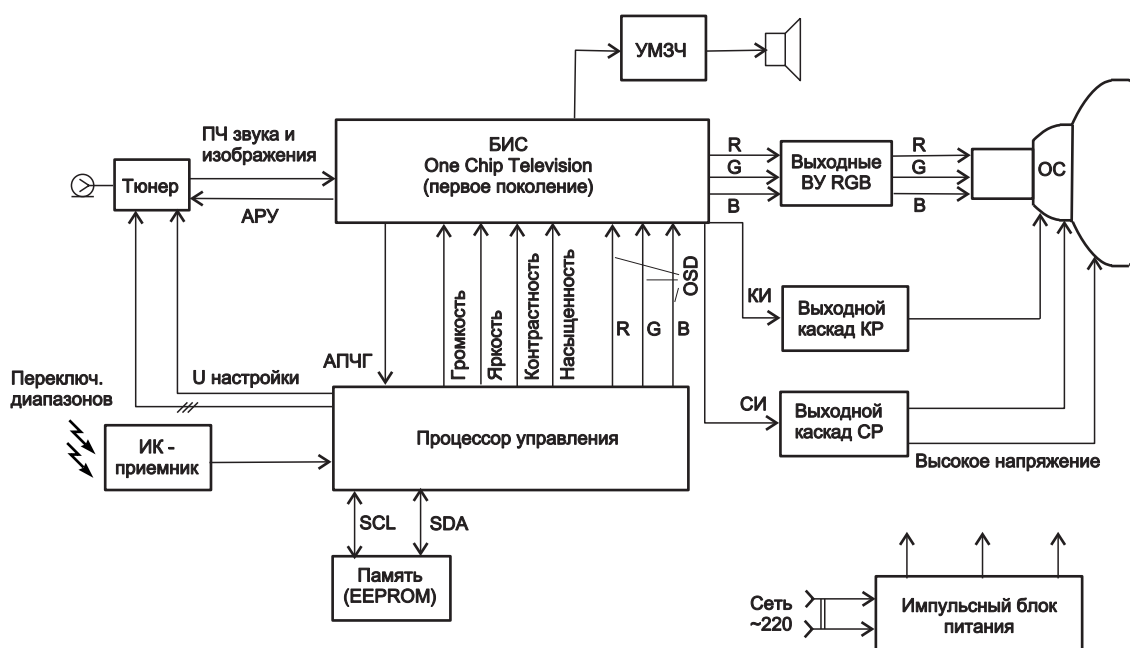 УМЗЧ
ПЧ звука и
изображения
БИС
One Chip Television
(первое поколение)
R
G
B
Выходные
ВУ RGB
R
G
B
ОС
Тюнер
АРУ
Громкость
Яркость
Контрастность
Насыщенность
R
G
B
OSD
КИ
Выходной
каскад КР
АПЧГ
U настройки
Переключ.
диапазонов
СИ
Выходной
каскад СР
Высокое напряжение
Процессор управления
ИК -
приемник
SCL
SDA
Память
(EEPROM)
Сеть
~220
Импульсный блок
питания